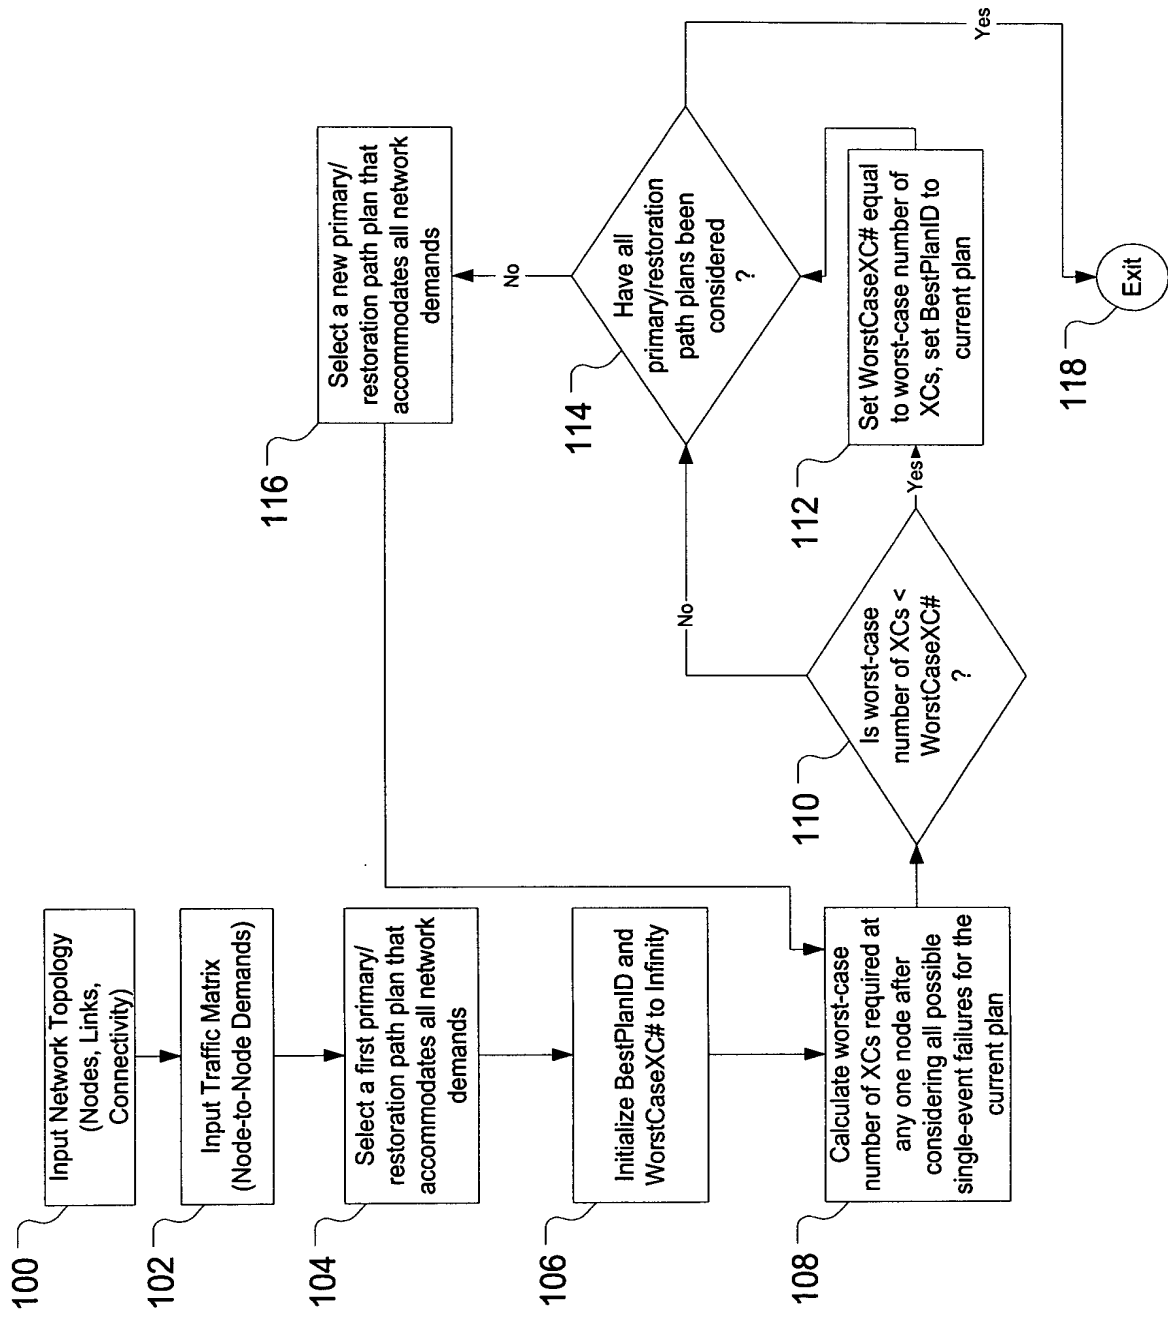 100
Input Network Topology
(Nodes, Links,
Connectivity)
102
Input Traffic Matrix
(Node-to-Node Demands)
104
Select a first primary/
restoration path plan that
accommodates all network
demands
106
Initialize BestPlanID and
WorstCaseXC# to Infinity
108
Calculate worst-case
number of XCs required at
any one node after
considering all possible
single-event failures for the
current plan
110
Is worst-case
number of XCs <
WorstCaseXC#
?
No
Yes
112
Set WorstCaseXC# equal
to worst-case number of
XCs, set BestPlanID to
current plan
114
Have all
primary/restoration
path plans been
considered
?
No
Yes
116
Select a new primary/
restoration path plan that
accommodates all network
demands
118
Exit